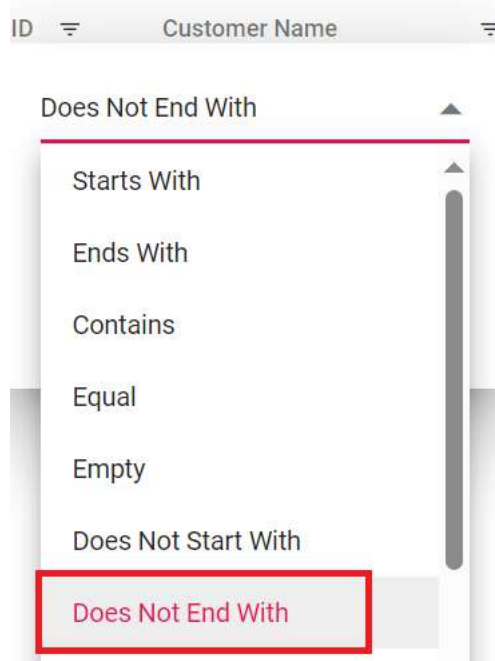 ID Customer Name
Does Not End With
Starts With
Ends With
Contains
Equal
Empty
Does Not Start With
Does Not End With